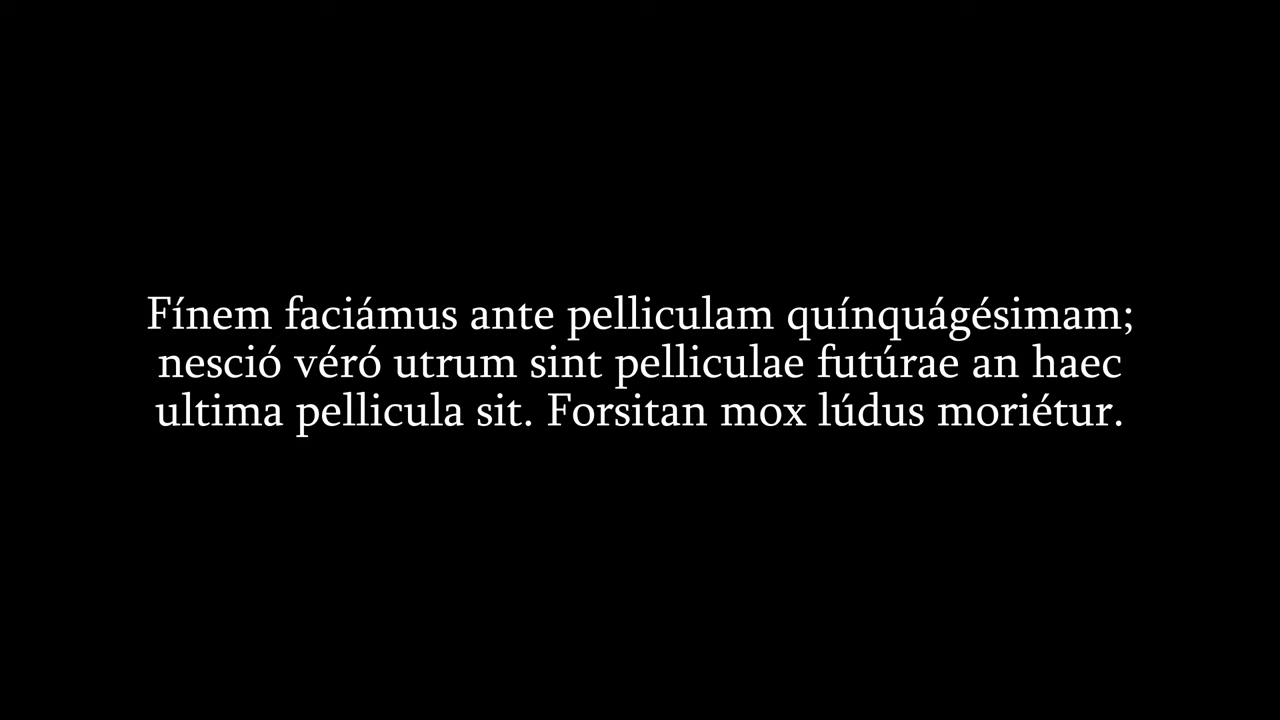 Fínem faciámus ante pelliculam quínquágésimam;
nesció véró utrum sint pelliculae futúrae an haec
ultima pellicula sit. Forsitan mox lúdus moriétur.